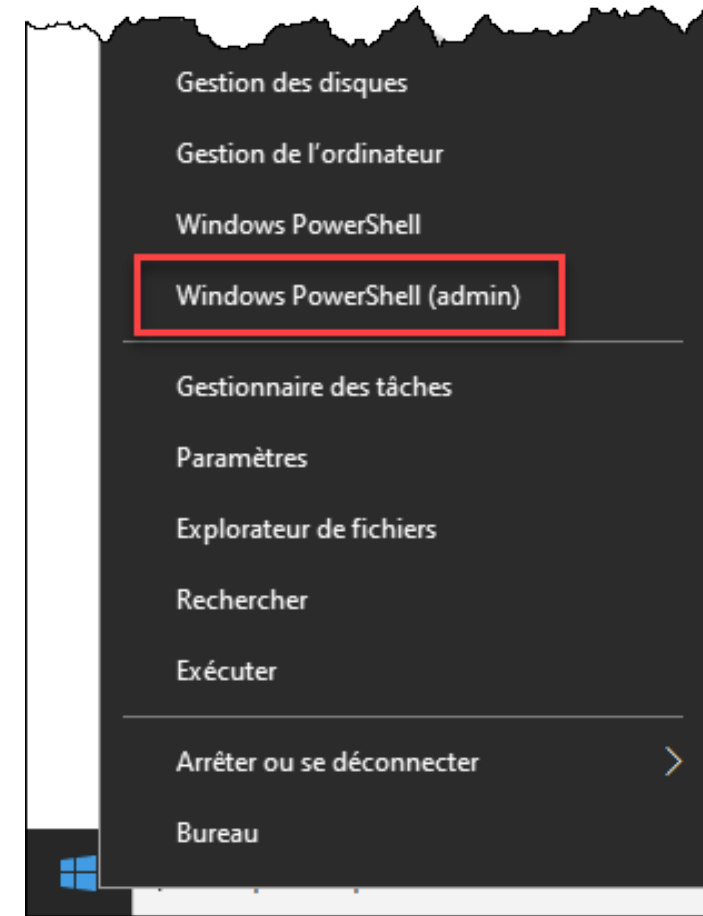 Gestion des disques
Gestion de l’ordinateur
Windows PowerShell
Windows PowerShell (admin)
Gestionnaire des tâches
Paramètres
Explorateur de fichiers
Rechercher
Exécuter
Arrêter ou se déconnecter
Bureau